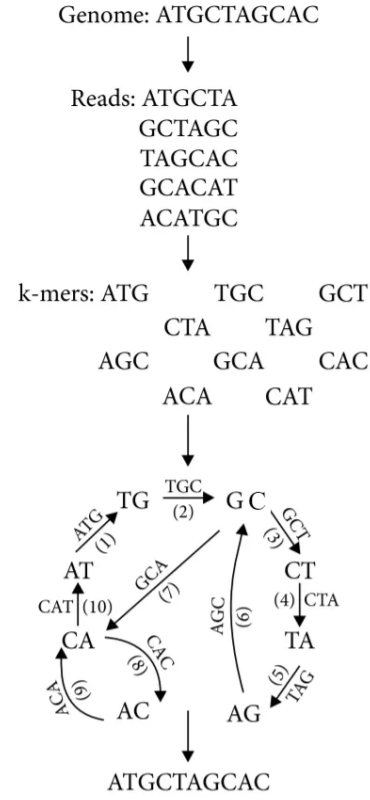 Genome: ATGCTAGCAC
Reads: ATGCTA
GCTAGC
TAGCAC
GCACAT
ACATGC
k-mers: ATG TGC GCT
CTA TAG
AGC GCA CAC
ACA CAT
TG TGC (2) GC
ATG (1)
GCT (3)
AT
GCA (7)
CT
CAT (10)
AGC (6)
(4) CTA
CA
CAC (8)
TA
ACA (9)
(5) TAG
AC
AG
ATGCTAGCAC